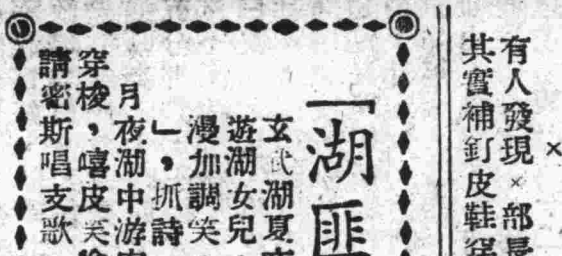 有人發現×部長
其實補釘皮鞋
×
「湖匪
玄武湖夏
遊湖女兒
漫加調笑
」，抓詩
月夜湖中游
穿梭，嘻皮笑
請密斯唱支歌